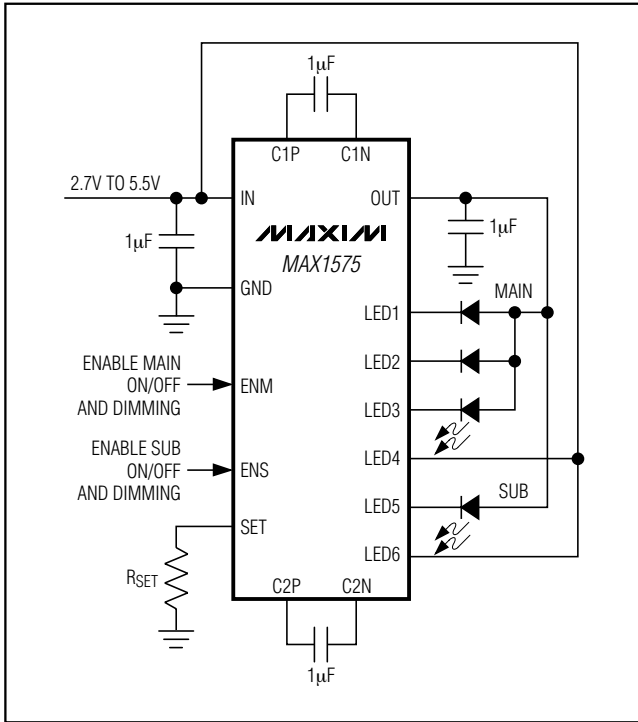 1µF
C1P C1N
2.7V TO 5.5V
IN
OUT
1µF
MAXIM
MAX1575
1µF
GND
LED1
MAIN
LED2
ENABLE MAIN
ON/OFF
AND DIMMING
ENM
LED3
ENABLE SUB
ON/OFF
AND DIMMING
ENS
LED4
LED5
SUB
SET
LED6
RSET
C2P C2N
1µF